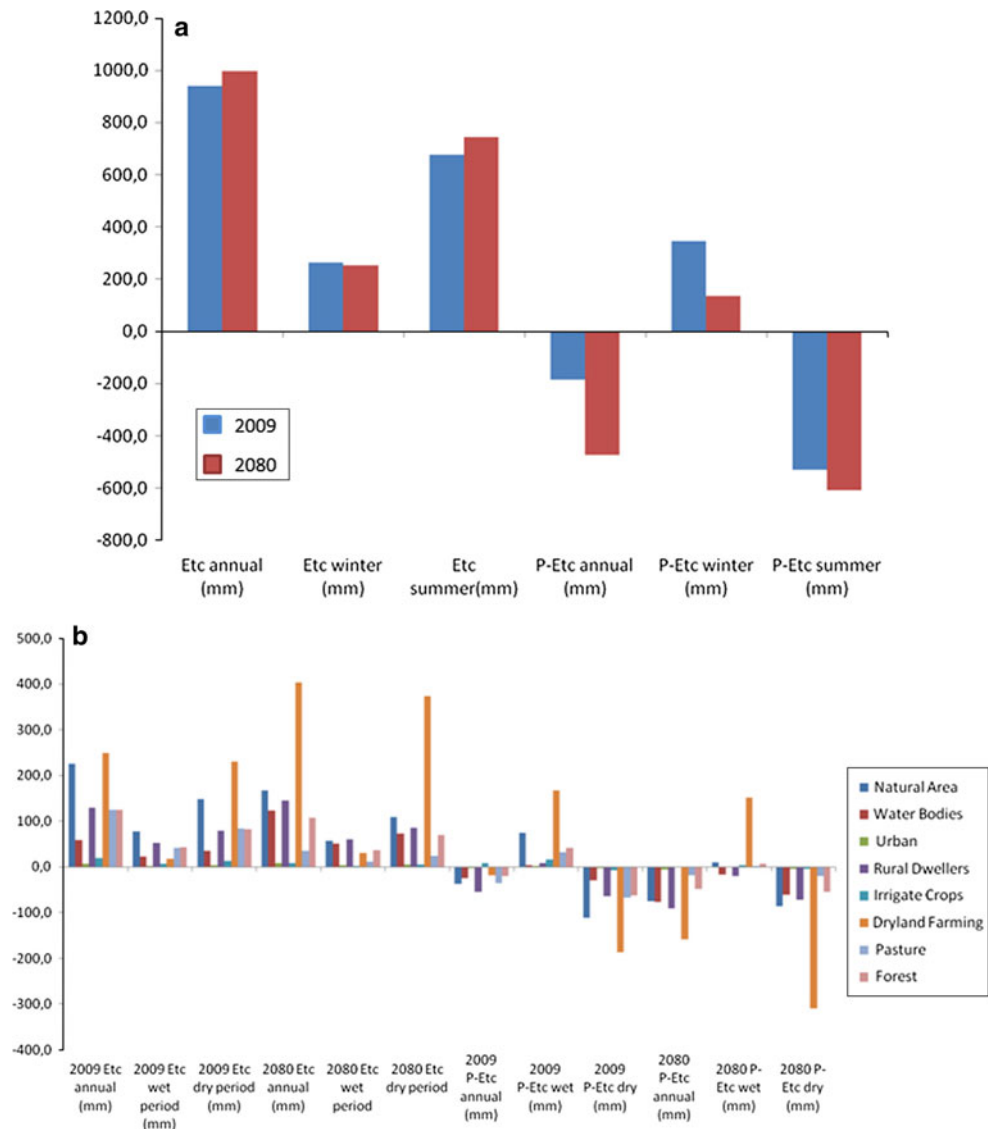 a
1200,0
1000,0
800,0
600,0
400,0
200,0
0,0
-200,0
-400,0
-600,0
-800,0
2009
2080
Etc annual
(mm)
Etc winter
(mm)
Etc
summer(mm)
P-Etc annual
(mm)
P-Etc winter
(mm)
P-Etc summer
(mm)
b
500,0
400,0
300,0
200,0
100,0
0,0
-100,0
-200,0
-300,0
-400,0
Natural Area
Water Bodies
Urban
Rural Dwellers
Irrigate Crops
Dryland Farming
Pasture
Forest
2009 Etc
annual
(mm)
2009 Etc
wet
period
(mm)
2009 Etc
dry period
(mm)
2080 Etc
annual
(mm)
2080 Etc
wet
period
2080 Etc
dry period
2009
P-Etc
annual
(mm)
2009
P-Etc wet
(mm)
2009
P-Etc dry
(mm)
2080
P-Etc
annual
(mm)
2080 P-
Etc wet
(mm)
2080 P-
Etc dry
(mm)